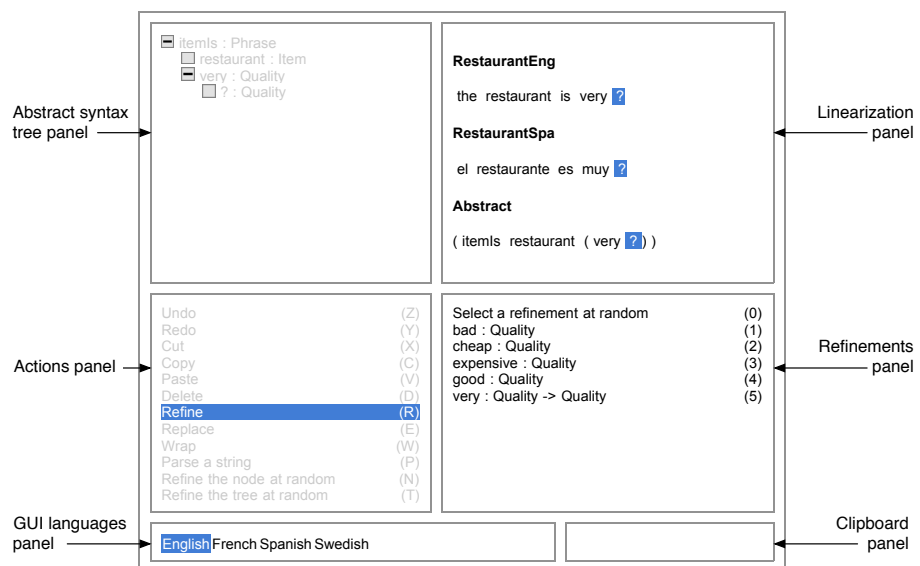 itemIs : Phrase
restaurant : Item
very : Quality
? : Quality
RestaurantEng
the restaurant is very ?
RestaurantSpa
el restaurante es muy ?
Abstract
( itemIs restaurant ( very ? ) )
Abstract syntax
tree panel
Linearization
panel
Undo (Z)
Redo (Y)
Cut (X)
Copy (C)
Paste (V)
Delete (D)
Refine (R)
Replace (E)
Wrap (W)
Parse a string (P)
Refine the node at random (N)
Refine the tree at random (T)
Select a refinement at random (0)
bad : Quality (1)
cheap : Quality (2)
expensive : Quality (3)
good : Quality (4)
very : Quality -> Quality (5)
Actions panel
Refinements
panel
GUI languages
panel
English French Spanish Swedish
Clipboard
panel